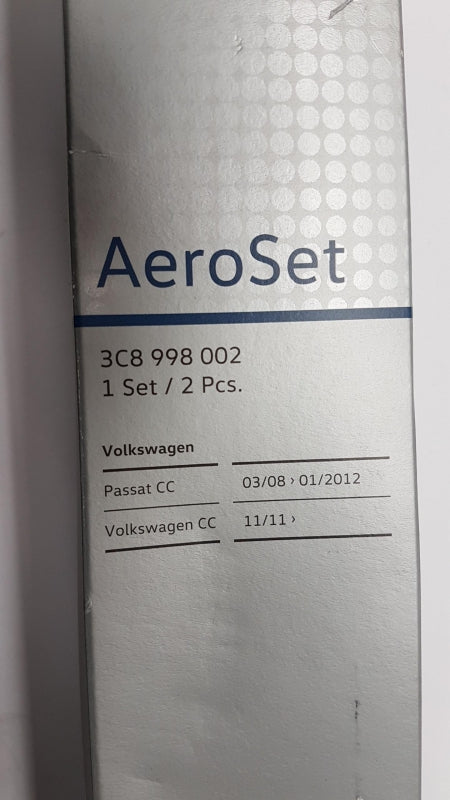 AeroSet
3C8 998 002
1 Set / 2 Pcs.
Volkswagen
Passat CC 03/08 › 01/2012
Volkswagen CC 11/11 ›